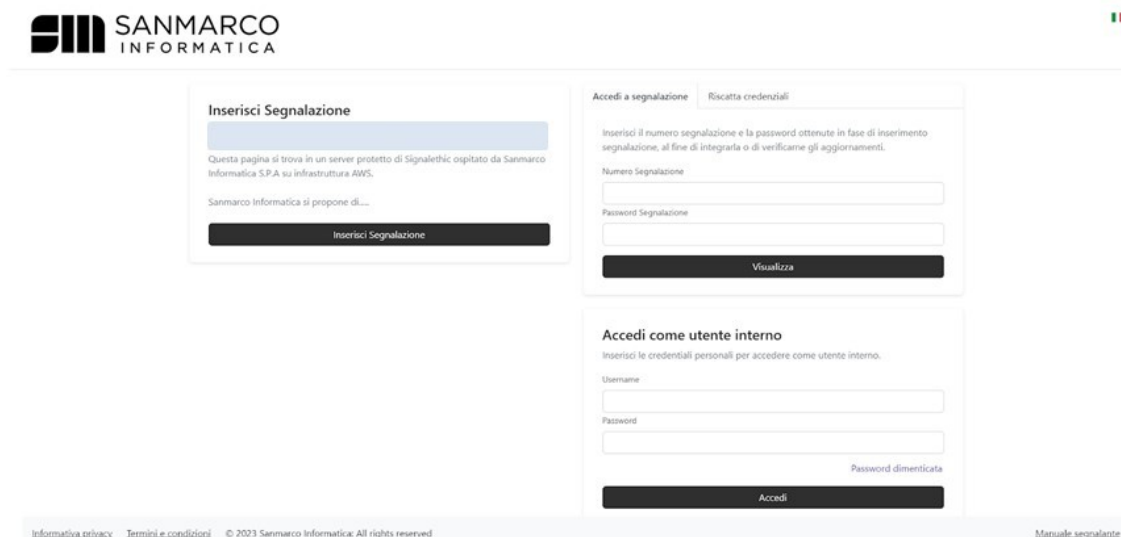 SANMARCO
INFORMATICA
Inserisci Segnalazione
Questa pagina si trova in un server protetto di Signalethic ospitato da Sanmarco
Informatica S.P.A su infrastruttura AWS.
Sanmarco Informatica si propone di.....
Inserisci Segnalazione
Accedi a segnalazione
Riscatta credenziali
Inserisci il numero segnalazione e la password ottenute in fase di inserimento
segnalazione, al fine di integrarla o di verificarne gli aggiornamenti.
Numero Segnalazione
Password Segnalazione
Visualizza
Accedi come utente interno
Inserisci le credenziali personali per accedere come utente interno.
Username
Password
Password dimenticata
Accedi
Informativa privacy Termini e condizioni © 2023 Sanmarco Informatica: All rights reserved
Manuale segnalante